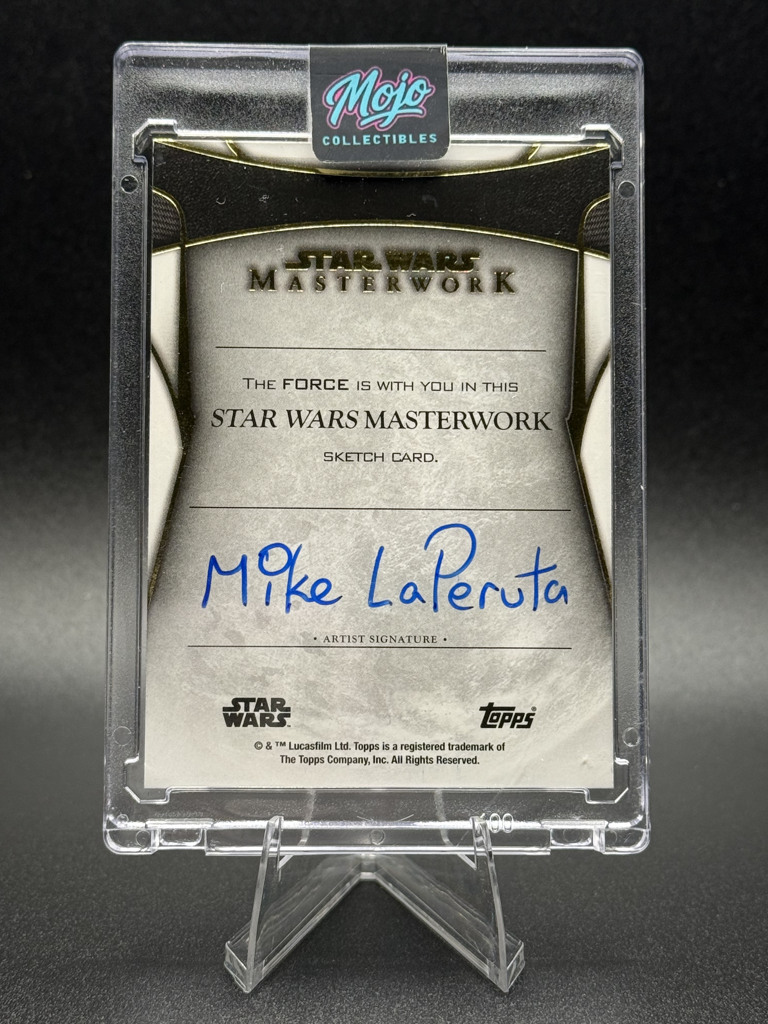 Mojo
COLLECTIBLES
STAR WARS
MASTERWORK
THE FORCE IS WITH YOU IN THIS
STAR WARS MASTERWORK
SKETCH CARD.
Mike LaPeruta
• ARTIST SIGNATURE •
STAR
WARS
Topps®
© & ™ Lucasfilm Ltd. Topps is a registered trademark of
The Topps Company, Inc. All Rights Reserved.